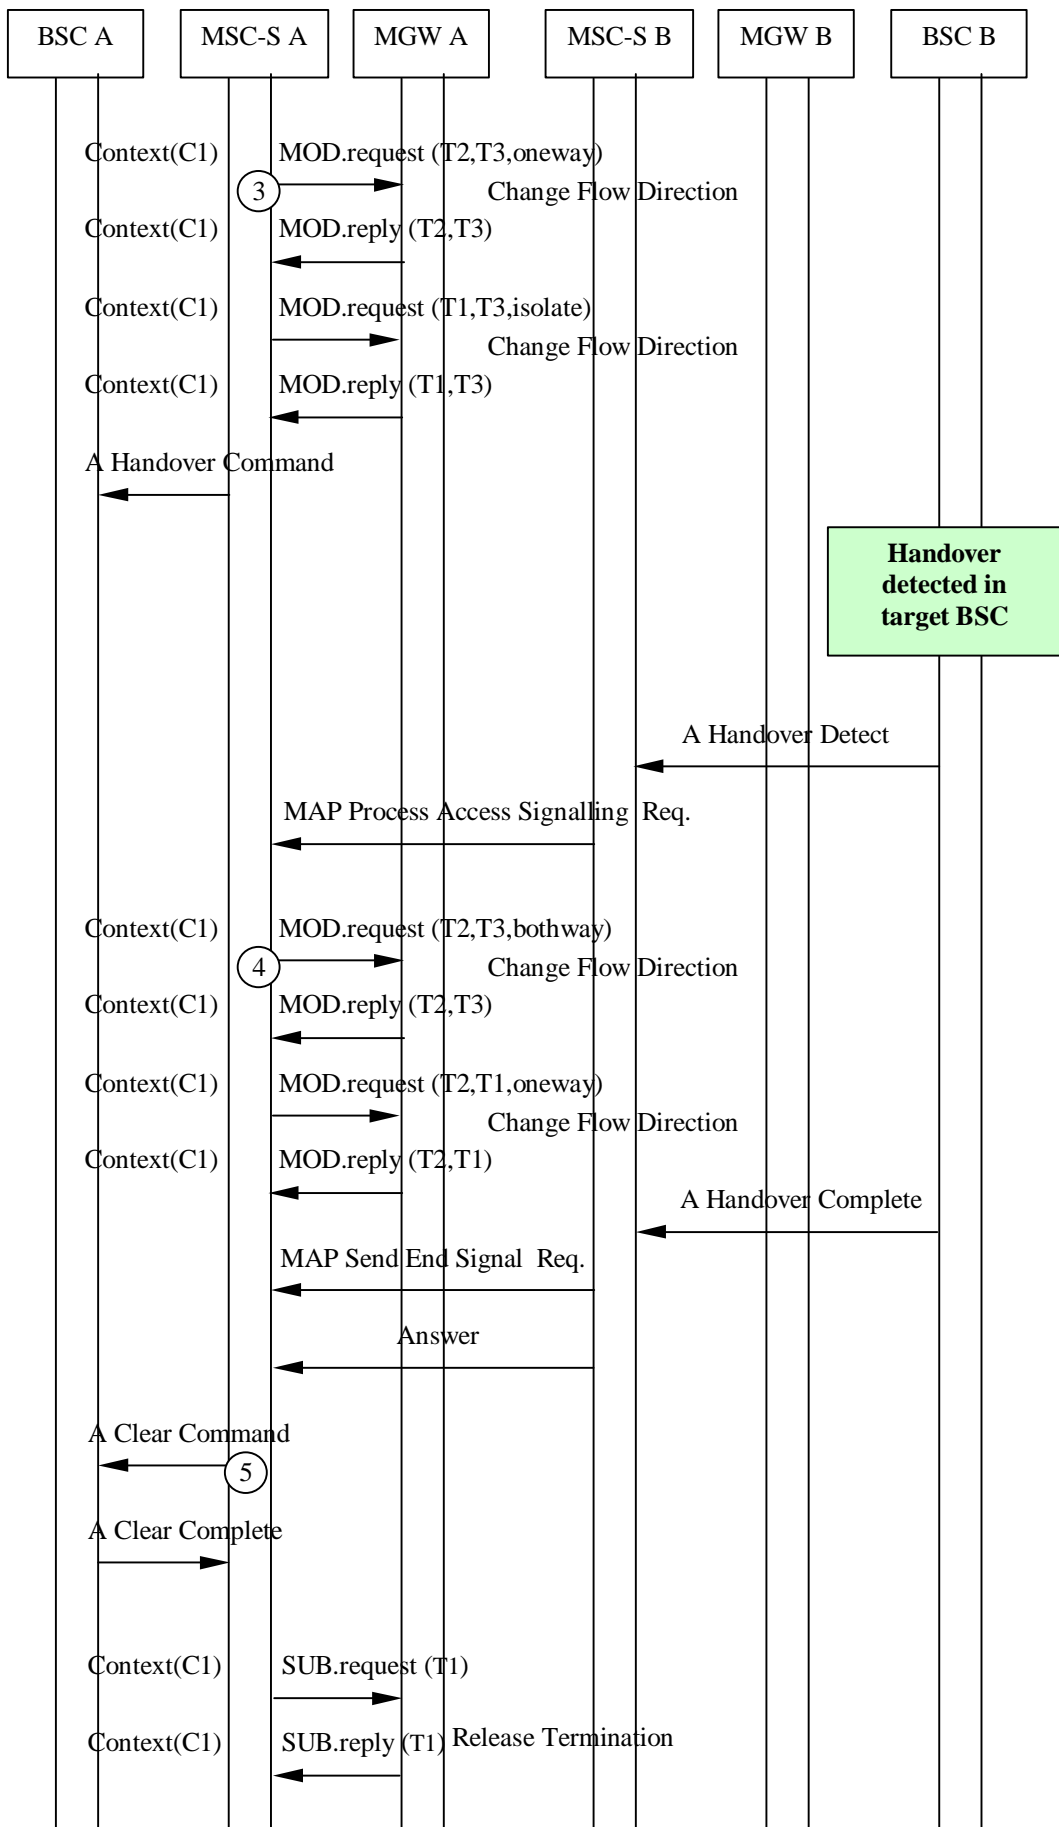 BSC A MSC-S A MGW A MSC-S B MGW B BSC B
Context(C1) MOD.request (T2,T3,oneway)
3 Change Flow Direction
Context(C1) MOD.reply (T2,T3)
Context(C1) MOD.request (T1,T3,isolate)
Change Flow Direction
Context(C1) MOD.reply (T1,T3)
A Handover Command
Handover
detected in
target BSC
A Handover Detect
MAP Process Access Signalling Req.
Context(C1) MOD.request (T2,T3,bothway)
4 Change Flow Direction
Context(C1) MOD.reply (T2,T3)
Context(C1) MOD.request (T2,T1,oneway)
Change Flow Direction
Context(C1) MOD.reply (T2,T1)
A Handover Complete
MAP Send End Signal Req.
Answer
A Clear Command
5
A Clear Complete
Context(C1) SUB.request (T1)
Context(C1) SUB.reply (T1) Release Termination